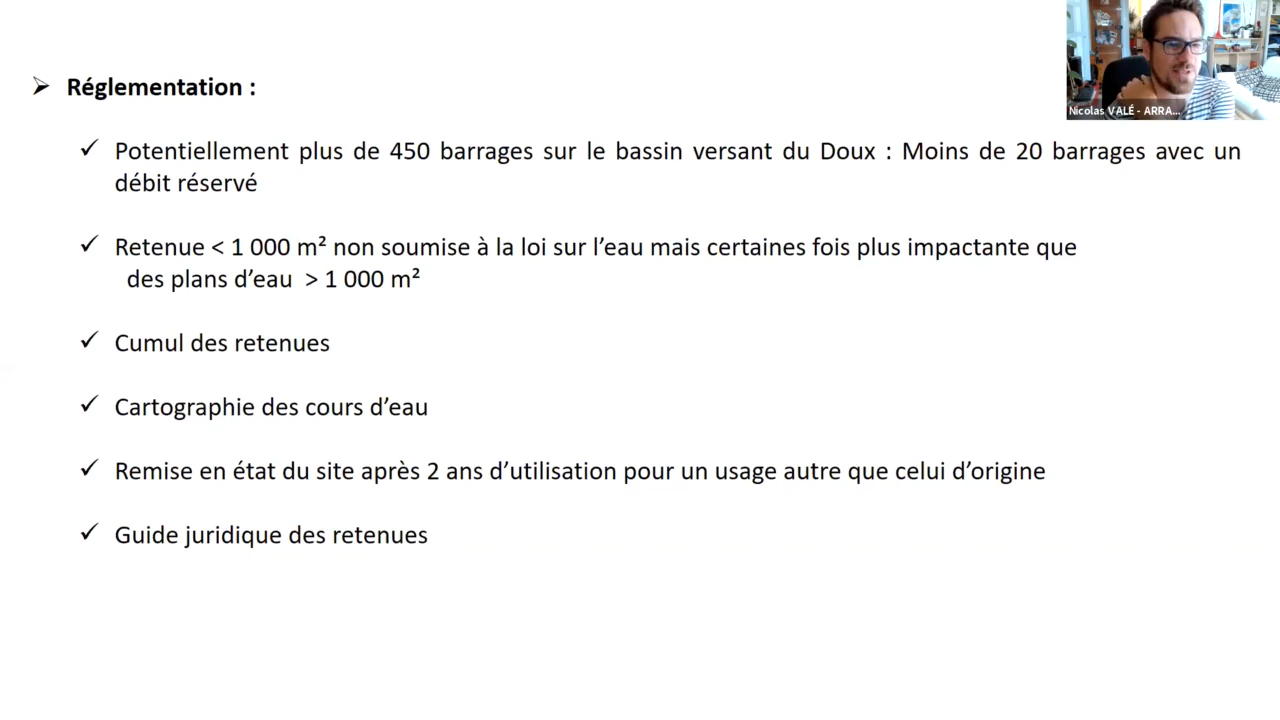 Réglementation :
Nicolas VALÉ - ARRA...
Potentiellement plus de 450 barrages sur le bassin versant du Doux : Moins de 20 barrages avec un
débit réservé
Retenue < 1 000 m² non soumise à la loi sur l’eau mais certaines fois plus impactante que
des plans d’eau > 1 000 m²
Cumul des retenues
Cartographie des cours d’eau
Remise en état du site après 2 ans d’utilisation pour un usage autre que celui d’origine
Guide juridique des retenues